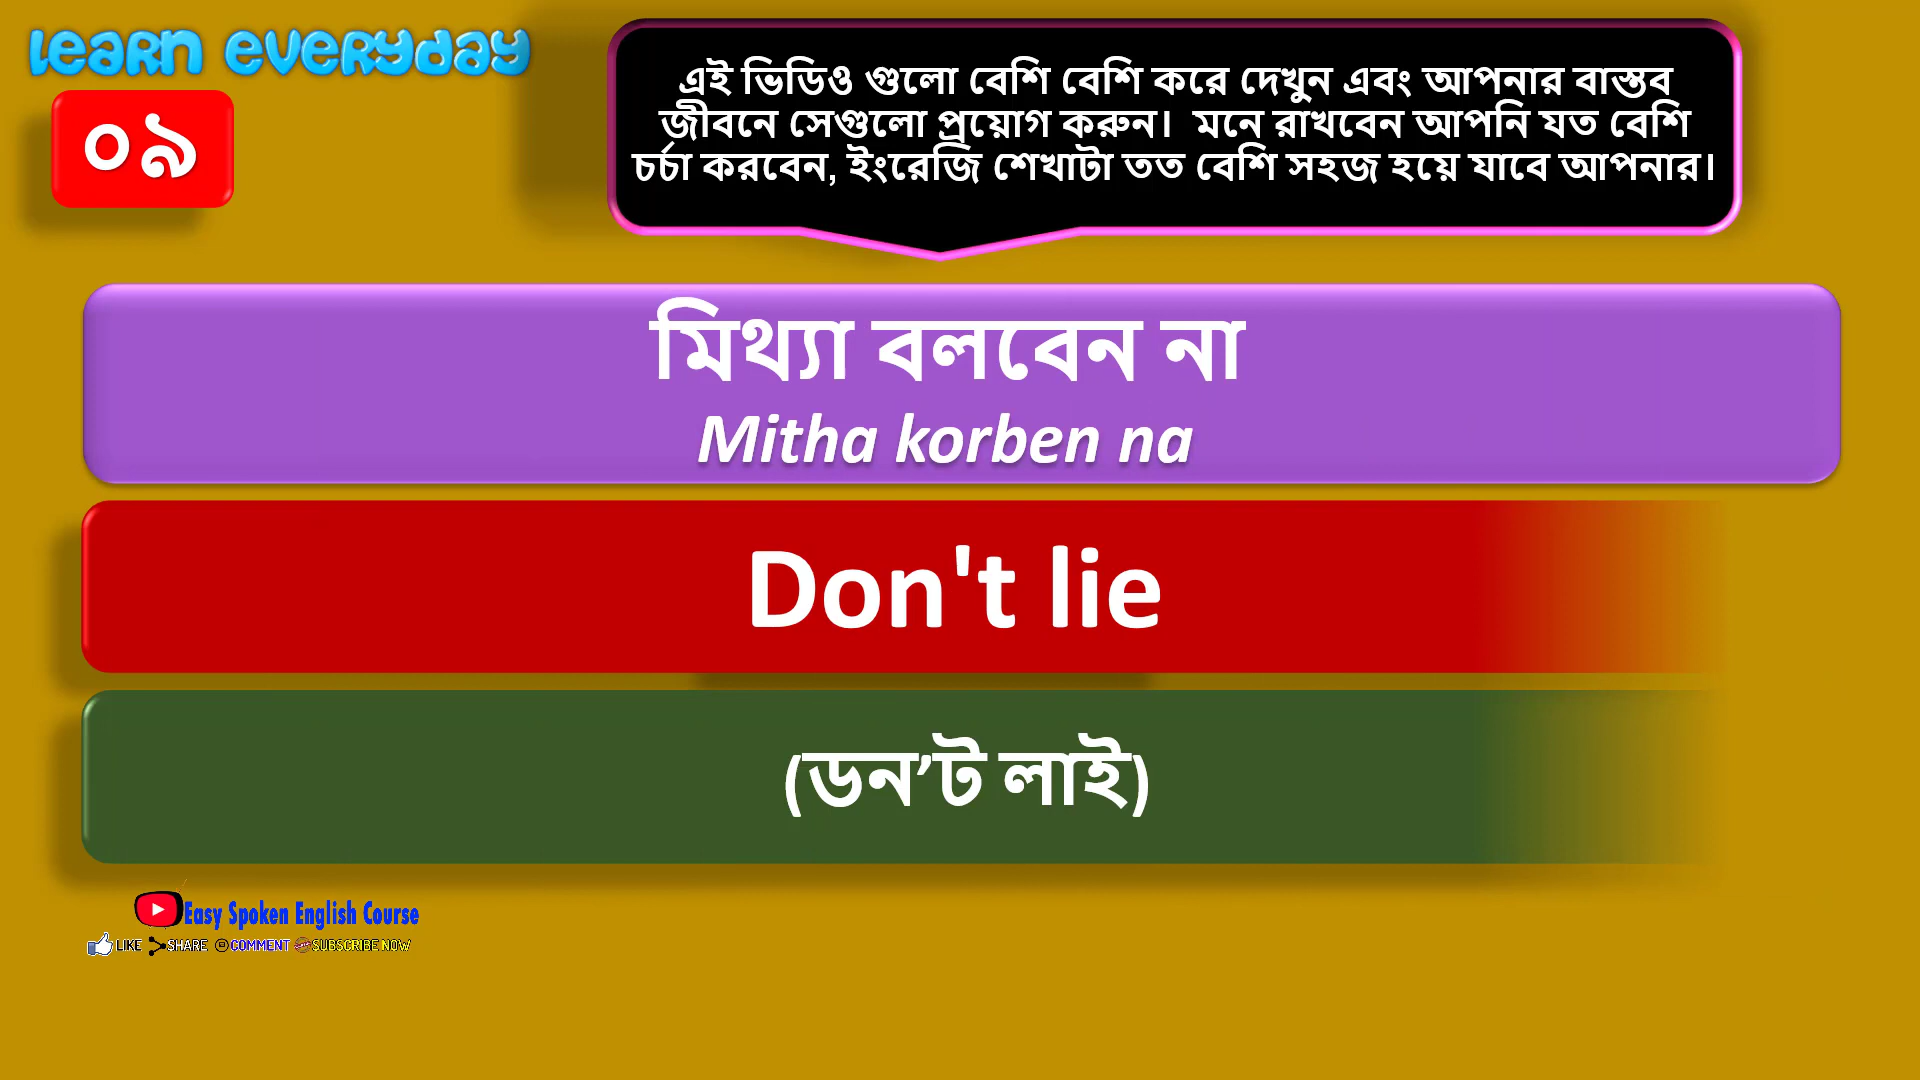 Learn everyday
০৯
এই ভিডিও গুলো বেশি বেশি করে দেখুন এবং আপনার বাস্তব
জীবনে সেগুলো প্রয়োগ করুন। মনে রাখবেন আপনি যত বেশি
চর্চা করবেন, ইংরেজি শেখাটা তত বেশি সহজ হয়ে যাবে আপনার।
মিথ্যা বলবেন না
Mitha korben na
Don't lie
(ডন’ট লাই)
Easy Spoken English Course
LIKE SHARE COMMENT SUBSCRIBE NOW